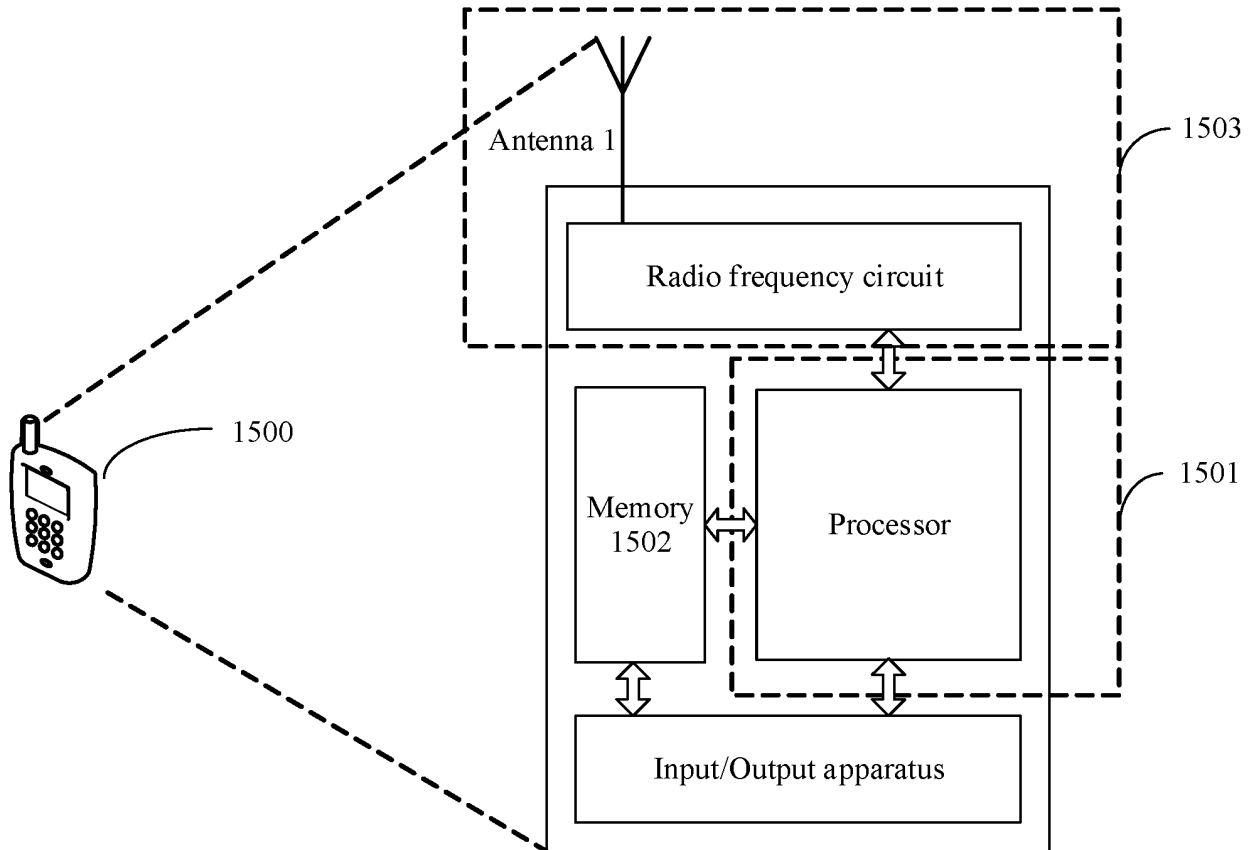 Antenna 1
1503
Radio frequency circuit
1500
Memory
1502
Processor
1501
Input/Output apparatus